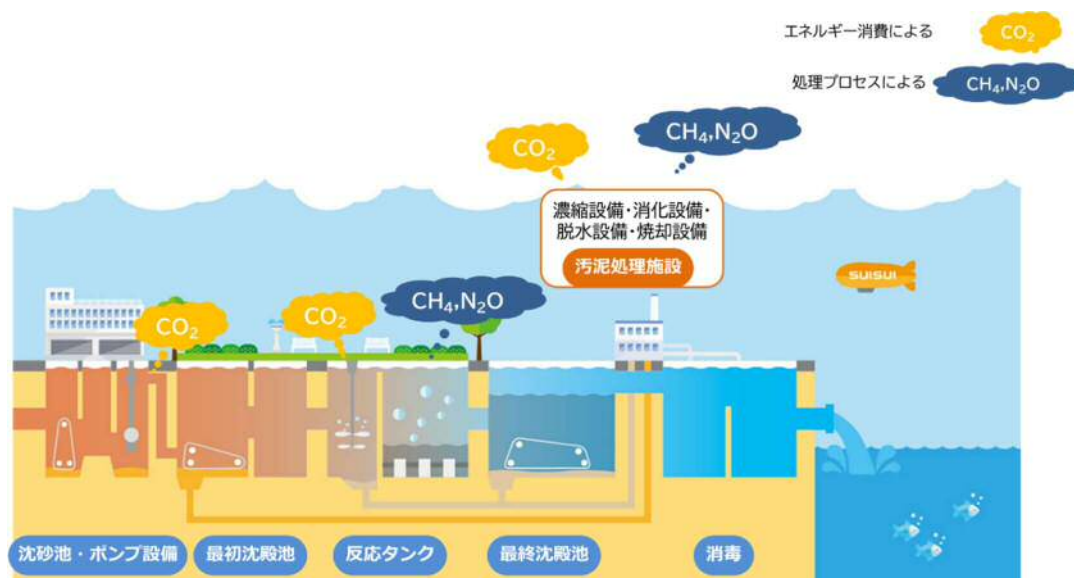 エネルギー消費による
CO₂
処理プロセスによる
CH₄,N₂O
CO₂
CH₄,N₂O
濃縮設備・消化設備・
脱水設備・焼却設備
汚泥処理施設
SUISUI
CO₂
CO₂
CH₄,N₂O
沈砂池・ポンプ設備
最初沈殿池
反応タンク
最終沈殿池
消毒